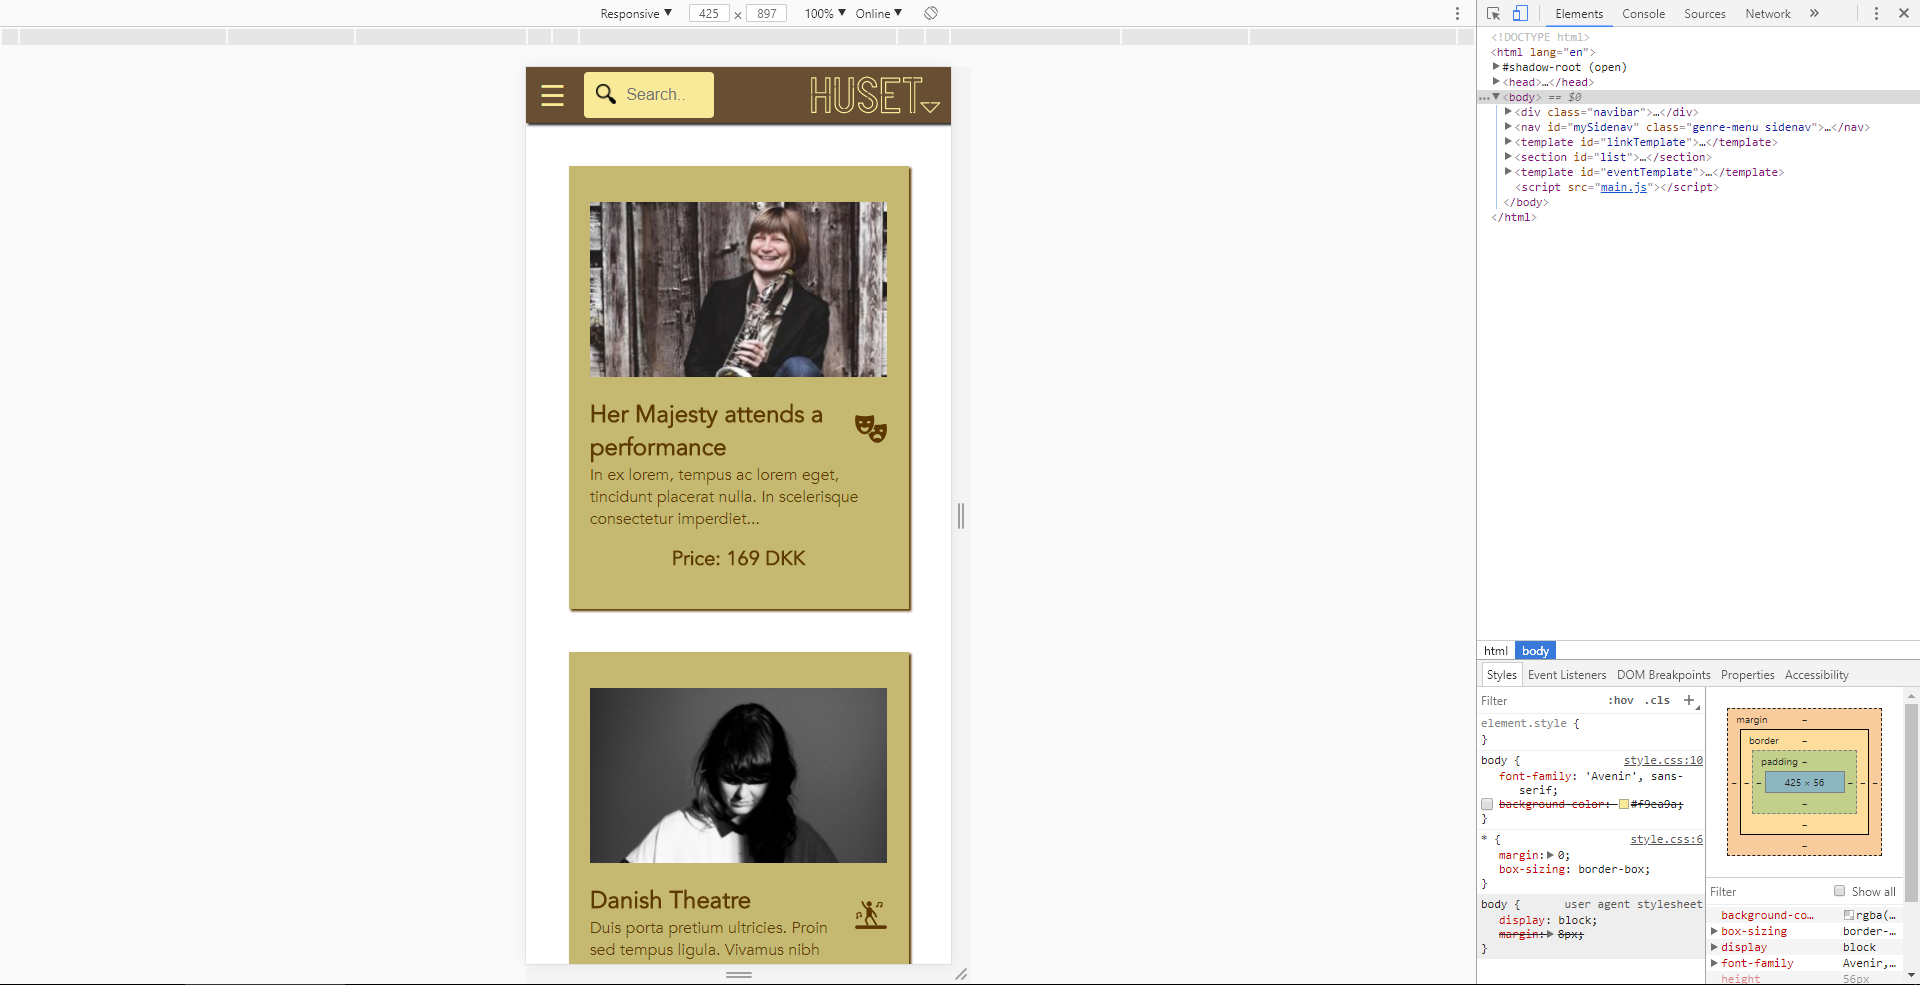 Responsive ▼ 425 × 897 100% ▼ Online ▼
Search..
HUSET
Her Majesty attends a
performance
In ex lorem, tempus ac lorem eget,
tincidunt placerat nulla. In scelerisque
consectetur imperdiet...
Price: 169 DKK
Danish Theatre
Duis porta pretium ultricies. Proin
sed tempus ligula. Vivamus nibh
Elements Console Sources Network »
<!DOCTYPE html>
<html lang="en">
▶#shadow-root (open)
▶<head>…</head>
…▼<body> == $0
▶<div class="navibar">…</div>
▶<nav id="mySidenav" class="genre-menu sidenav">…</nav>
▶<template id="linkTemplate">…</template>
▶<section id="list">…</section>
▶<template id="eventTemplate">…</template>
<script src="main.js"></script>
</body>
</html>
html body
Styles Event Listeners DOM Breakpoints Properties Accessibility
Filter :hov .cls +
element.style {
}
body { style.css:10
font-family: 'Avenir', sans-
serif;
background-color: #f9ea9a;
}
* { style.css:6
margin:▶ 0;
box-sizing: border-box;
}
body { user agent stylesheet
display: block;
margin:▶ 8px;
}
margin –
border –
padding –
– – – 425 × 56 – – –
–
–
–
Filter Show all
background-co… rgba(…
▶box-sizing border-…
▶display block
▶font-family Avenir,…
height 56px